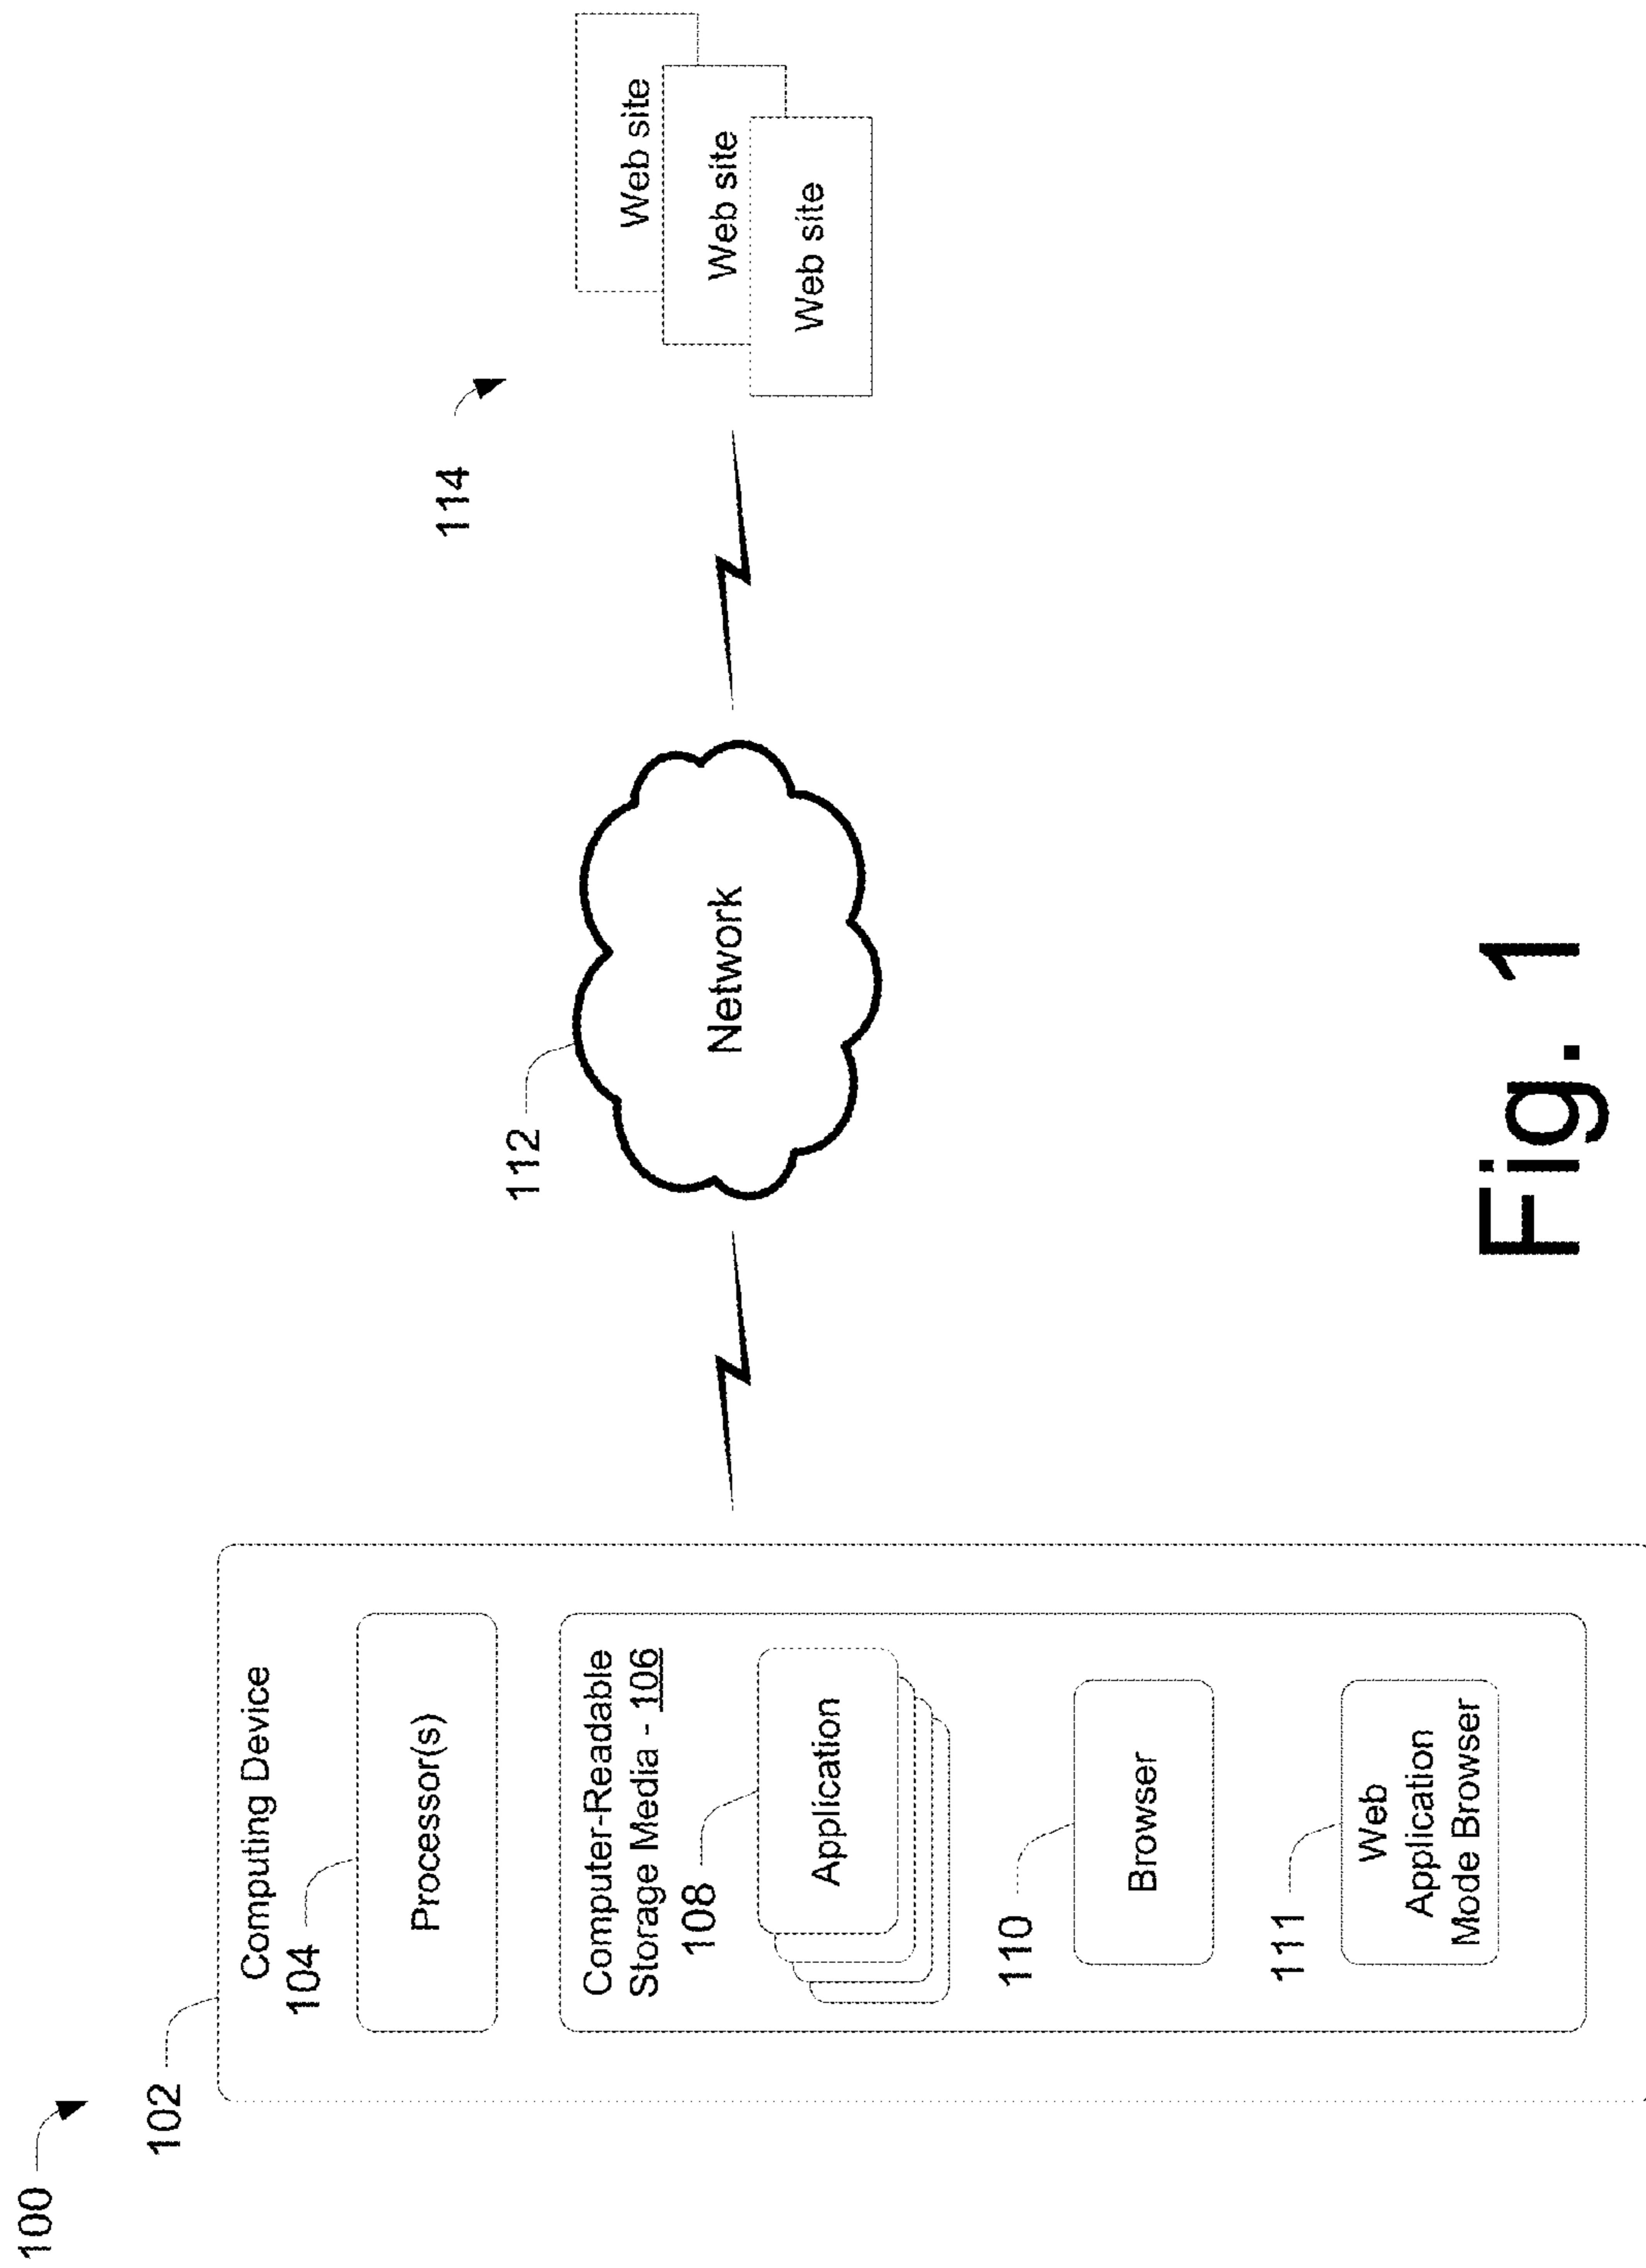 100
102
Computing Device
104
Processor(s)
Computer-Readable
Storage Media - 106
108
Application
110
Browser
111
Web
Application
Mode Browser
112
Network
114
Web site
Web site
Web site
Fig. 1